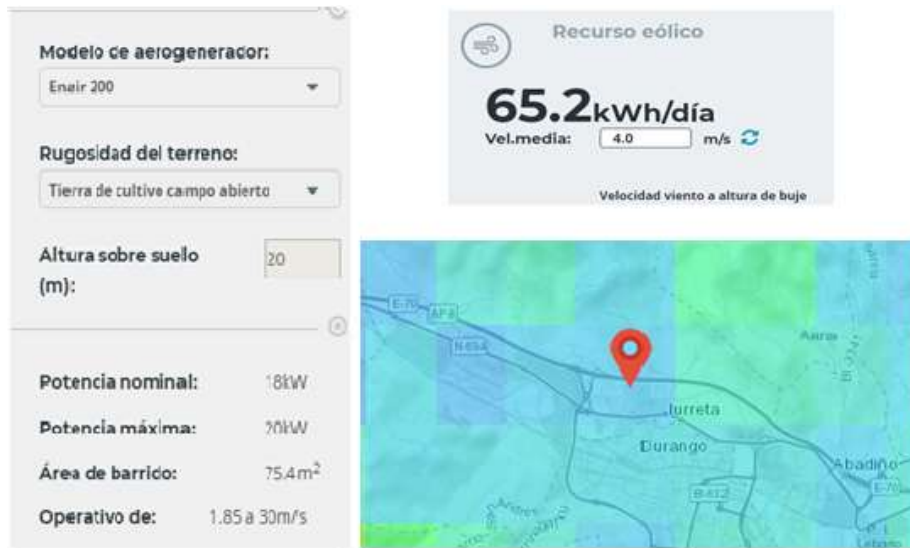 Modelo de aerogenerador:
Enair 200
Rugosidad del terreno:
Tierra de cultivo campo abierto
Altura sobre suelo
(m):
20
Potencia nominal:
18kW
Potencia máxima:
20kW
Área de barrido:
75.4m²
Operativo de:
1.85 a 30m/s
Recurso eólico
65.2kWh/día
Vel.media:
4.0
m/s
Velocidad viento a altura de buje
E-70
AP-8
N-634
Iurreta
Durango
Abadiño
E-70